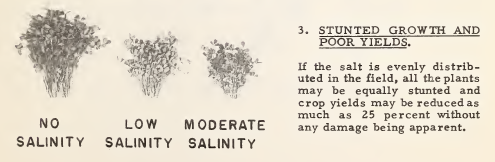 NO SALINITY
LOW SALINITY
MODERATE SALINITY
3. STUNTED GROWTH AND
POOR YIELDS.
If the salt is evenly distrib-
uted in the field, all the plants
may be equally stunted and
crop yields may be reduced as
much as 25 percent without
any damage being apparent.